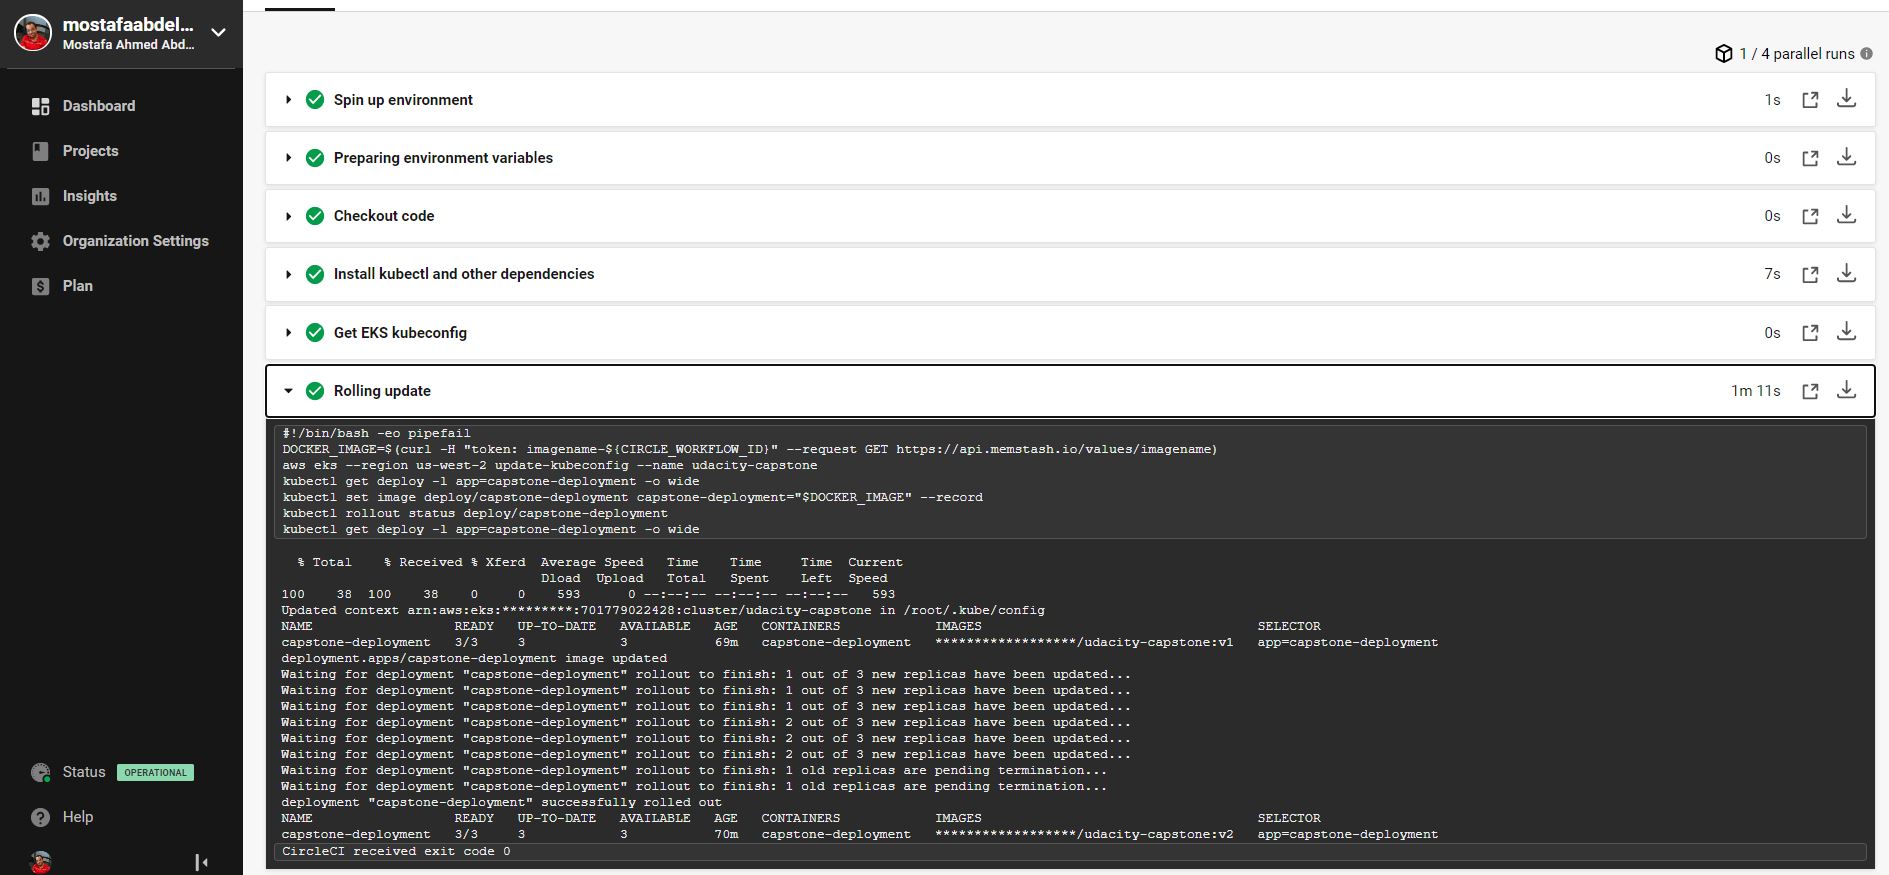 mostafaabdel...
Mostafa Ahmed Abd...
Dashboard
Projects
Insights
Organization Settings
Plan
Status OPERATIONAL
Help
1 / 4 parallel runs
Spin up environment 1s
Preparing environment variables 0s
Checkout code 0s
Install kubectl and other dependencies 7s
Get EKS kubeconfig 0s
Rolling update 1m 11s
#!/bin/bash -eo pipefail
DOCKER_IMAGE=$(curl -H "token: imagename-${CIRCLE_WORKFLOW_ID}" --request GET https://api.memstash.io/values/imagename)
aws eks --region us-west-2 update-kubeconfig --name udacity-capstone
kubectl get deploy -l app=capstone-deployment -o wide
kubectl set image deploy/capstone-deployment capstone-deployment="$DOCKER_IMAGE" --record
kubectl rollout status deploy/capstone-deployment
kubectl get deploy -l app=capstone-deployment -o wide
% Total % Received % Xferd Average Speed Time Time Time Current
Dload Upload Total Spent Left Speed
100 38 100 38 0 0 593 0 --:--:-- --:--:-- --:--:-- 593
Updated context arn:aws:eks:*********:701779022428:cluster/udacity-capstone in /root/.kube/config
NAME READY UP-TO-DATE AVAILABLE AGE CONTAINERS IMAGES SELECTOR
capstone-deployment 3/3 3 3 69m capstone-deployment ******************/udacity-capstone:v1 app=capstone-deployment
deployment.apps/capstone-deployment image updated
Waiting for deployment "capstone-deployment" rollout to finish: 1 out of 3 new replicas have been updated...
Waiting for deployment "capstone-deployment" rollout to finish: 1 out of 3 new replicas have been updated...
Waiting for deployment "capstone-deployment" rollout to finish: 1 out of 3 new replicas have been updated...
Waiting for deployment "capstone-deployment" rollout to finish: 2 out of 3 new replicas have been updated...
Waiting for deployment "capstone-deployment" rollout to finish: 2 out of 3 new replicas have been updated...
Waiting for deployment "capstone-deployment" rollout to finish: 2 out of 3 new replicas have been updated...
Waiting for deployment "capstone-deployment" rollout to finish: 1 old replicas are pending termination...
Waiting for deployment "capstone-deployment" rollout to finish: 1 old replicas are pending termination...
deployment "capstone-deployment" successfully rolled out
NAME READY UP-TO-DATE AVAILABLE AGE CONTAINERS IMAGES SELECTOR
capstone-deployment 3/3 3 3 70m capstone-deployment ******************/udacity-capstone:v2 app=capstone-deployment
CircleCI received exit code 0